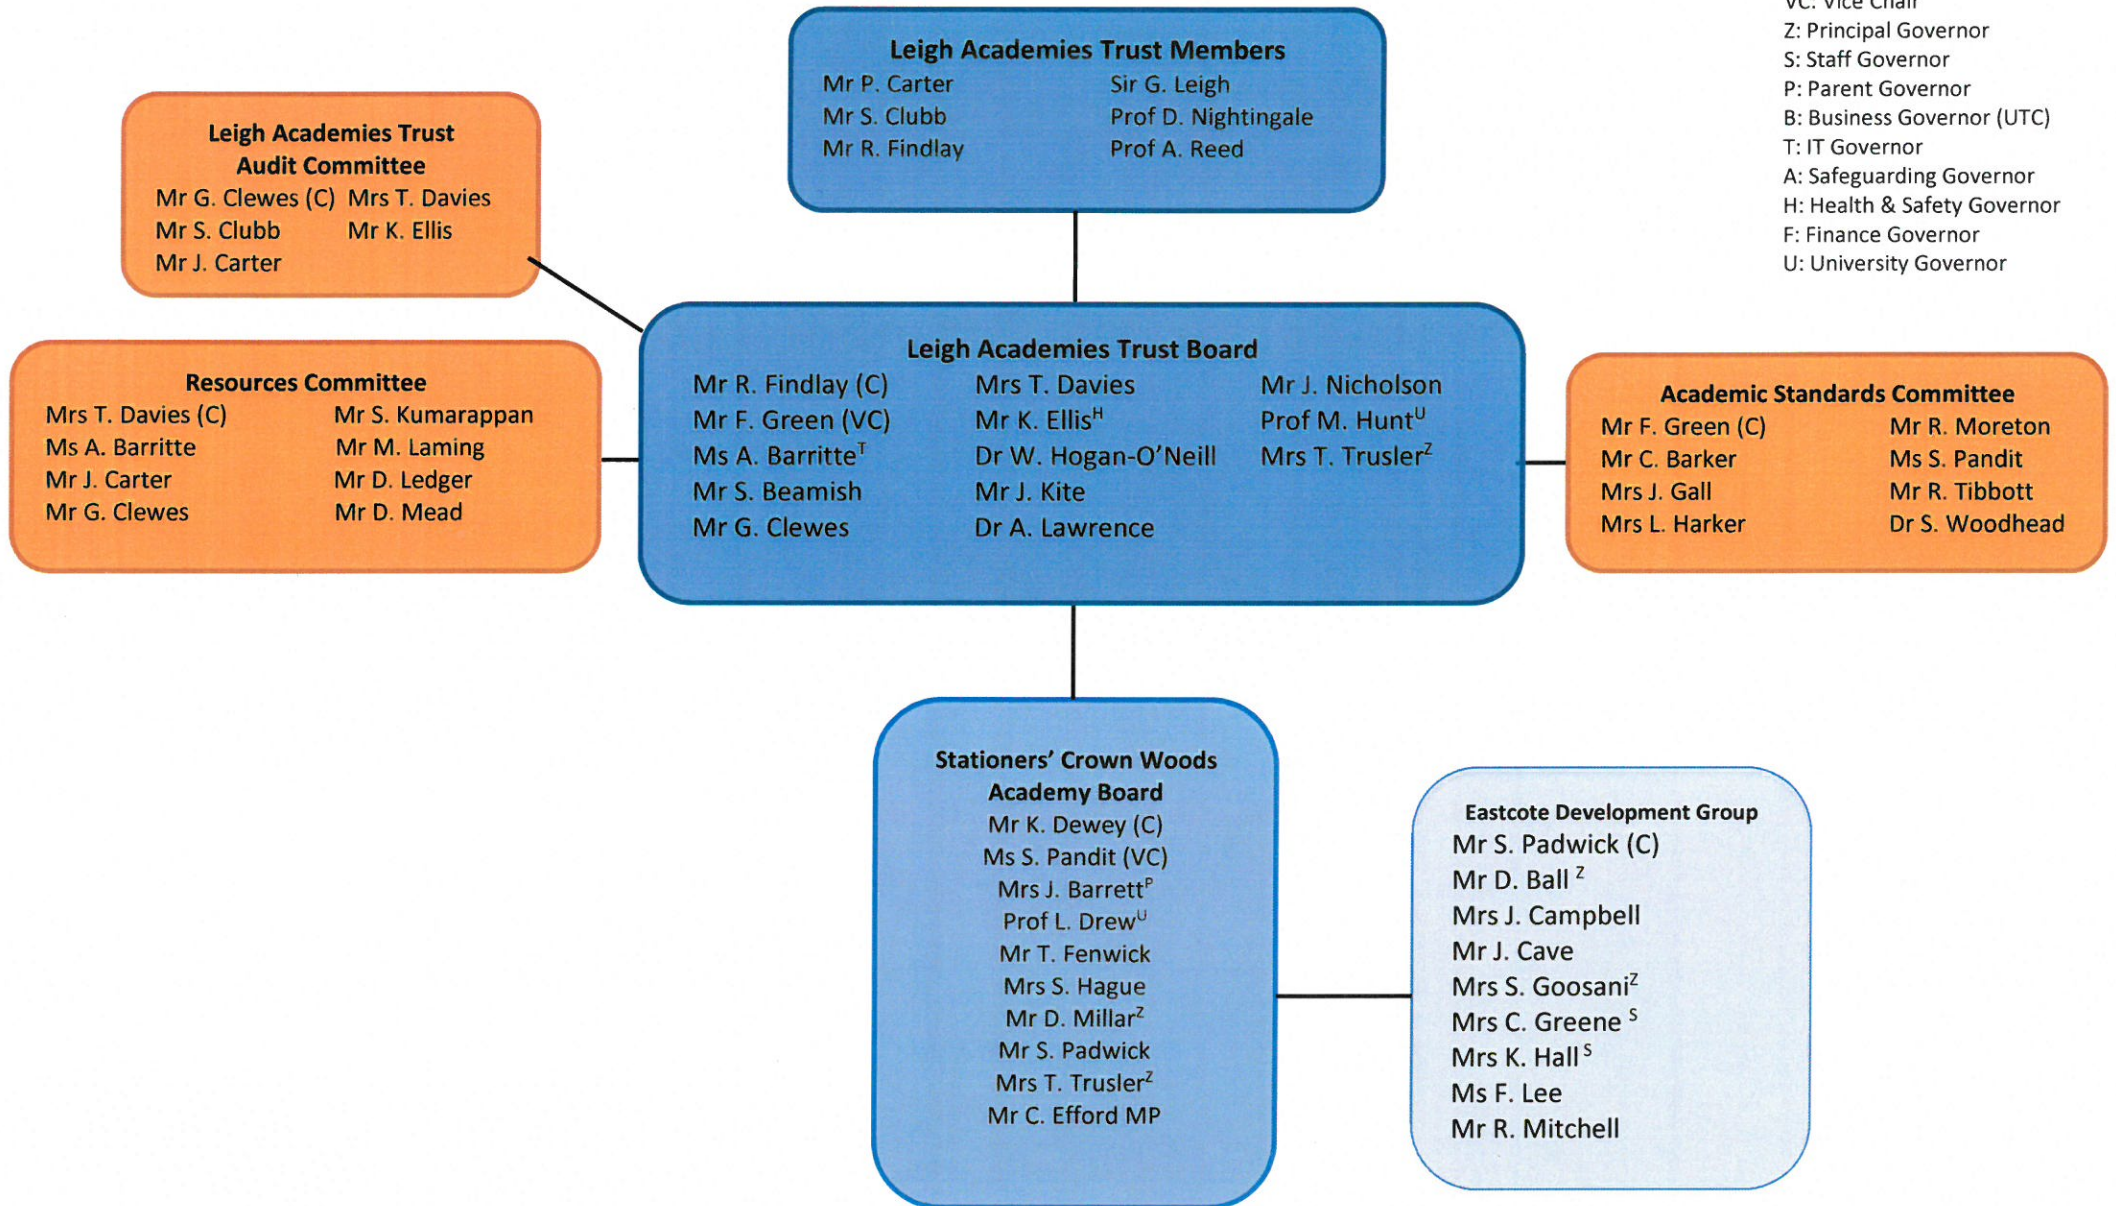 VC: Vice Chair
Z: Principal Governor
S: Staff Governor
P: Parent Governor
B: Business Governor (UTC)
T: IT Governor
A: Safeguarding Governor
H: Health & Safety Governor
F: Finance Governor
U: University Governor
Leigh Academies Trust Members
Mr P. Carter
Mr S. Clubb
Mr R. Findlay
Sir G. Leigh
Prof D. Nightingale
Prof A. Reed
Leigh Academies Trust
Audit Committee
Mr G. Clewes (C) Mrs T. Davies
Mr S. Clubb Mr K. Ellis
Mr J. Carter
Resources Committee
Mrs T. Davies (C)
Ms A. Barritte
Mr J. Carter
Mr G. Clewes
Mr S. Kumarappan
Mr M. Laming
Mr D. Ledger
Mr D. Mead
Leigh Academies Trust Board
Mr R. Findlay (C)
Mr F. Green (VC)
Ms A. Barritteᵀ
Mr S. Beamish
Mr G. Clewes
Mrs T. Davies
Mr K. Ellisᴴ
Dr W. Hogan-O’Neill
Mr J. Kite
Dr A. Lawrence
Mr J. Nicholson
Prof M. Huntᵁ
Mrs T. Truslerᶻ
Academic Standards Committee
Mr F. Green (C)
Mr C. Barker
Mrs J. Gall
Mrs L. Harker
Mr R. Moreton
Ms S. Pandit
Mr R. Tibbott
Dr S. Woodhead
Stationers’ Crown Woods
Academy Board
Mr K. Dewey (C)
Ms S. Pandit (VC)
Mrs J. Barrettᴾ
Prof L. Drewᵁ
Mr T. Fenwick
Mrs S. Hague
Mr D. Millarᶻ
Mr S. Padwick
Mrs T. Truslerᶻ
Mr C. Efford MP
Eastcote Development Group
Mr S. Padwick (C)
Mr D. Ball ᶻ
Mrs J. Campbell
Mr J. Cave
Mrs S. Goosaniᶻ
Mrs C. Greene ˢ
Mrs K. Hall ˢ
Ms F. Lee
Mr R. Mitchell